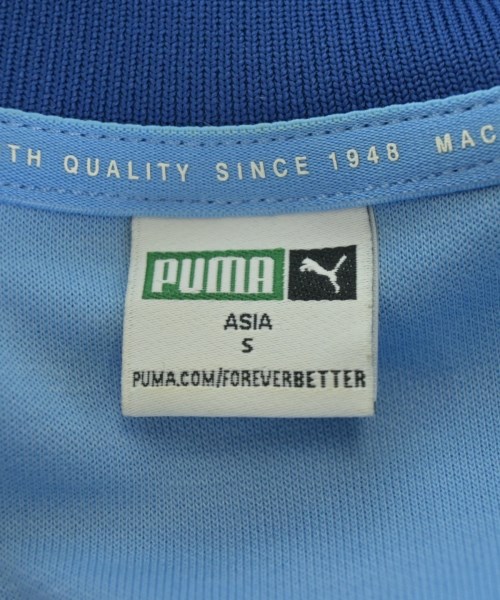 TH QUALITY SINCE 1948 MAC
PUMA
ASIA
S
PUMA.COM/FOREVERBETTER